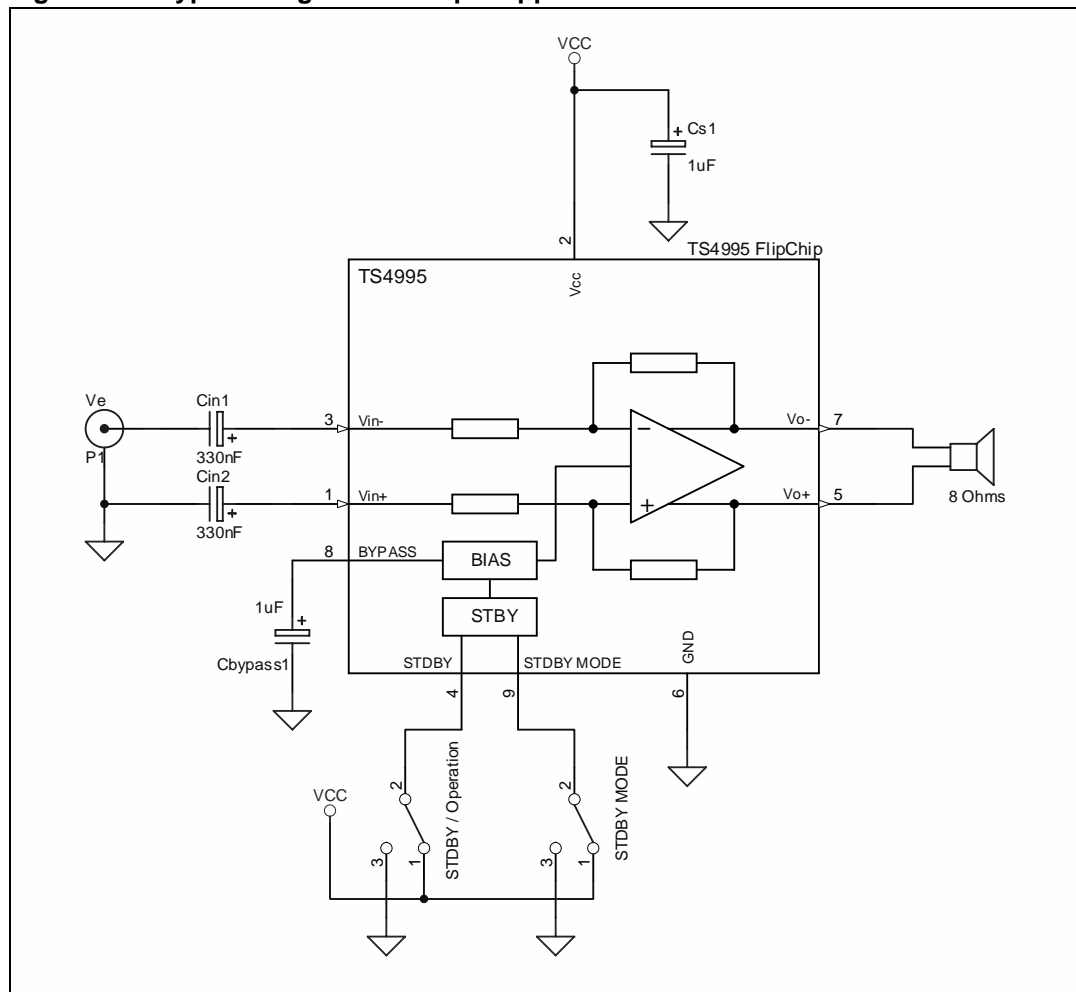 VCC
+ Cs1
1uF
2
TS4995 FlipChip
TS4995
Vcc
Ve
P1
Cin1
+
330nF
3
Vin-
Vo-
7
−
Cin2
+
330nF
1
Vin+
+
Vo+
5
8 Ohms
8
BYPASS
BIAS
1uF
+
Cbypass1
STBY
STDBY
STDBY MODE
GND
4
9
6
VCC
2
3
1
STDBY / Operation
2
3
1
STDBY MODE